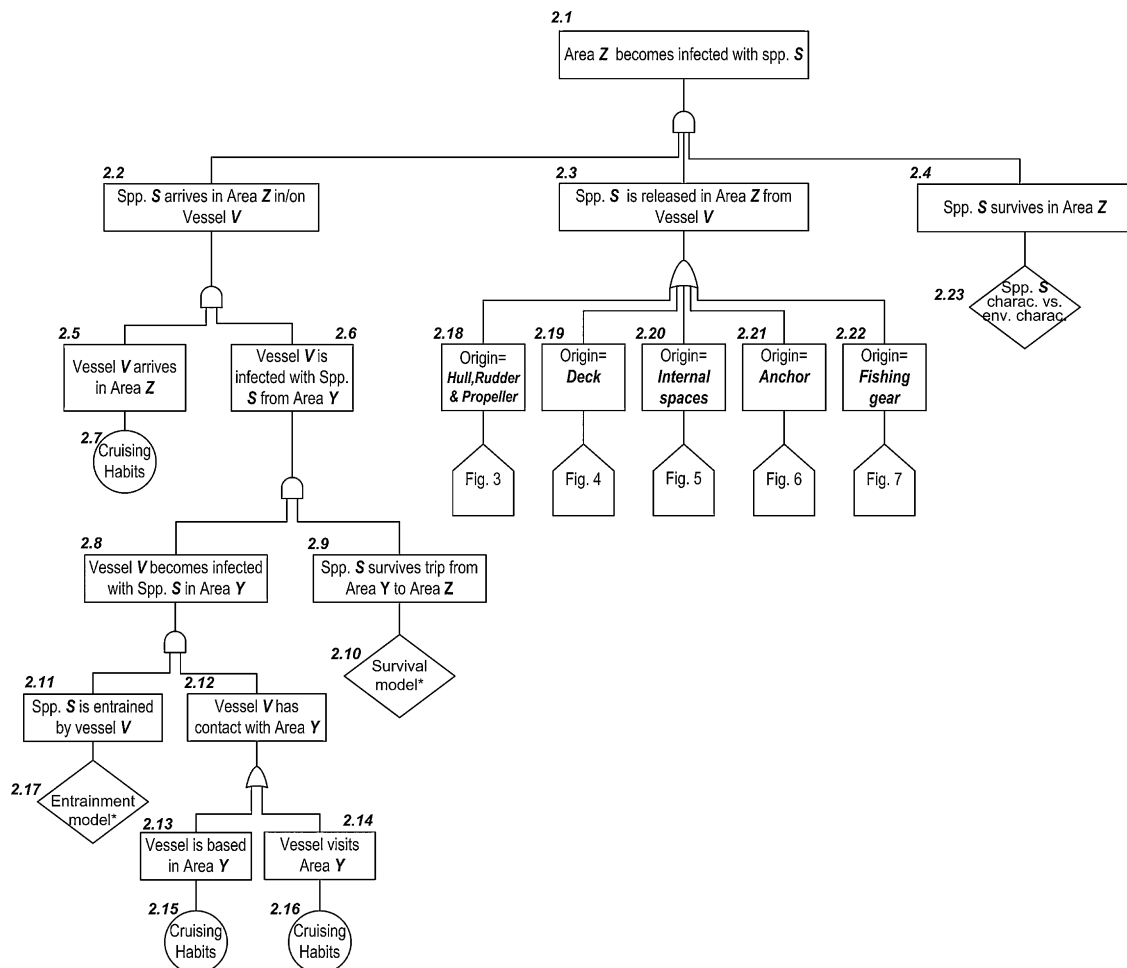 2.1
Area Z becomes infected with spp. S
2.2
Spp. S arrives in Area Z in/on
Vessel V
2.3
Spp. S is released in Area Z from
Vessel V
2.4
Spp. S survives in Area Z
2.23
Spp. S
charac. vs.
env. charac.
2.5
Vessel V arrives
in Area Z
2.6
Vessel V is
infected with Spp.
S from Area Y
2.18
Origin=
Hull,Rudder
& Propeller
2.19
Origin=
Deck
2.20
Origin=
Internal
spaces
2.21
Origin=
Anchor
2.22
Origin=
Fishing
gear
2.7
Cruising
Habits
Fig. 3
Fig. 4
Fig. 5
Fig. 6
Fig. 7
2.8
Vessel V becomes infected
with Spp. S in Area Y
2.9
Spp. S survives trip from
Area Y to Area Z
2.10
Survival
model*
2.11
Spp. S is entrained
by vessel V
2.12
Vessel V has
contact with Area Y
2.17
Entrainment
model*
2.13
Vessel is based
in Area Y
2.14
Vessel visits
Area Y
2.15
Cruising
Habits
2.16
Cruising
Habits